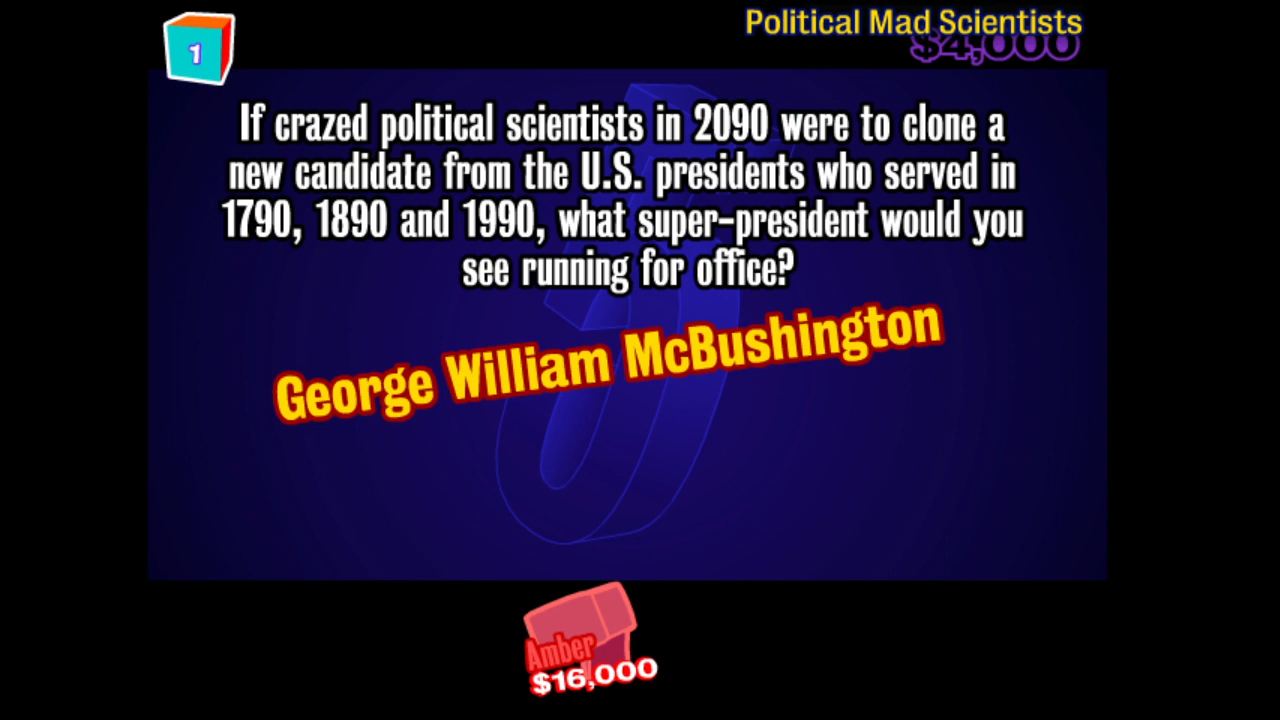 1
Political Mad Scientists
$4,000
If crazed political scientists in 2090 were to clone a
new candidate from the U.S. presidents who served in
1790, 1890 and 1990, what super-president would you
see running for office?
George William McBushington
Amber
$16,000